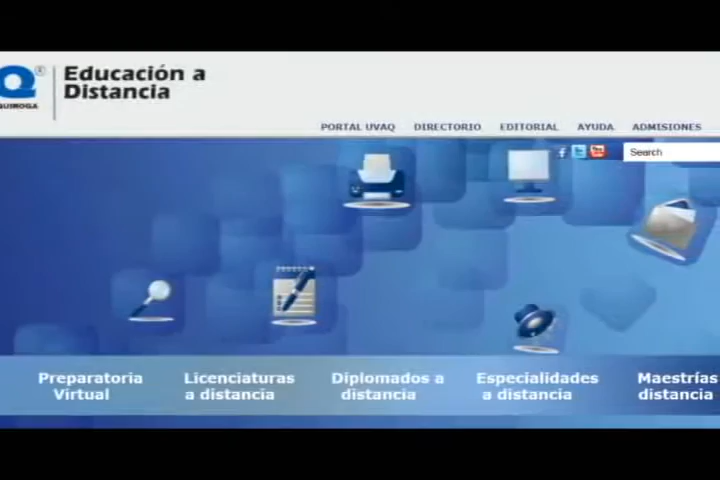 Educación a
Distancia
QUIROGA
PORTAL UVAQ DIRECTORIO EDITORIAL AYUDA ADMISIONES
Search
Preparatoria
Virtual
Licenciaturas
a distancia
Diplomados a
distancia
Especialidades
a distancia
Maestrías
distancia